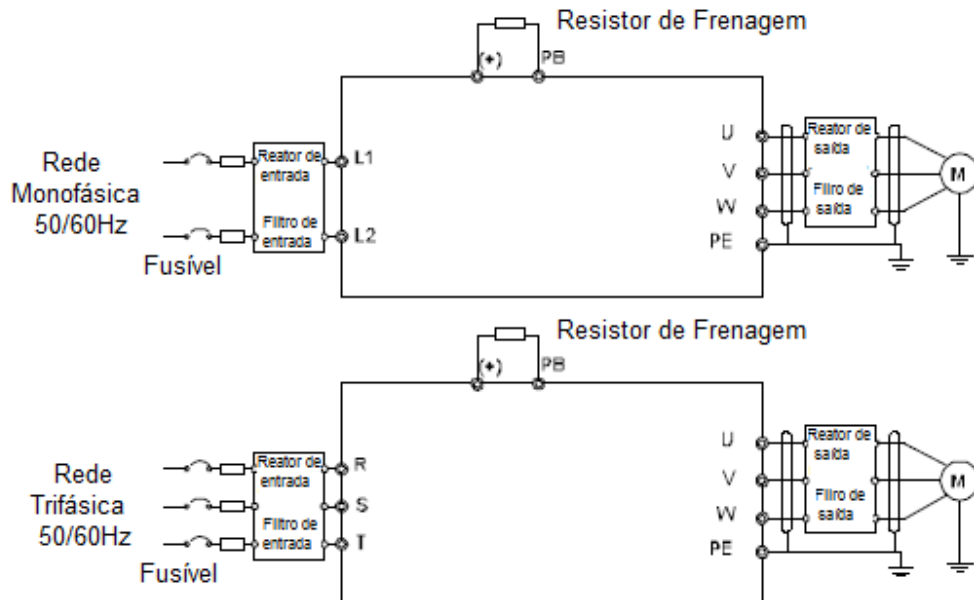 Resistor de Frenagem
(+)
PB
Rede
Monofásica
50/60Hz
Fusível
Reator de
entrada
Filtro de
entrada
L1
L2
U
V
W
PE
Reator de
saída
Filro de
saída
M
Resistor de Frenagem
(+)
PB
Rede
Trifásica
50/60Hz
Fusível
Reator de
entrada
Filtro de
entrada
R
S
T
U
V
W
PE
Reator de
saída
Filro de
saída
M